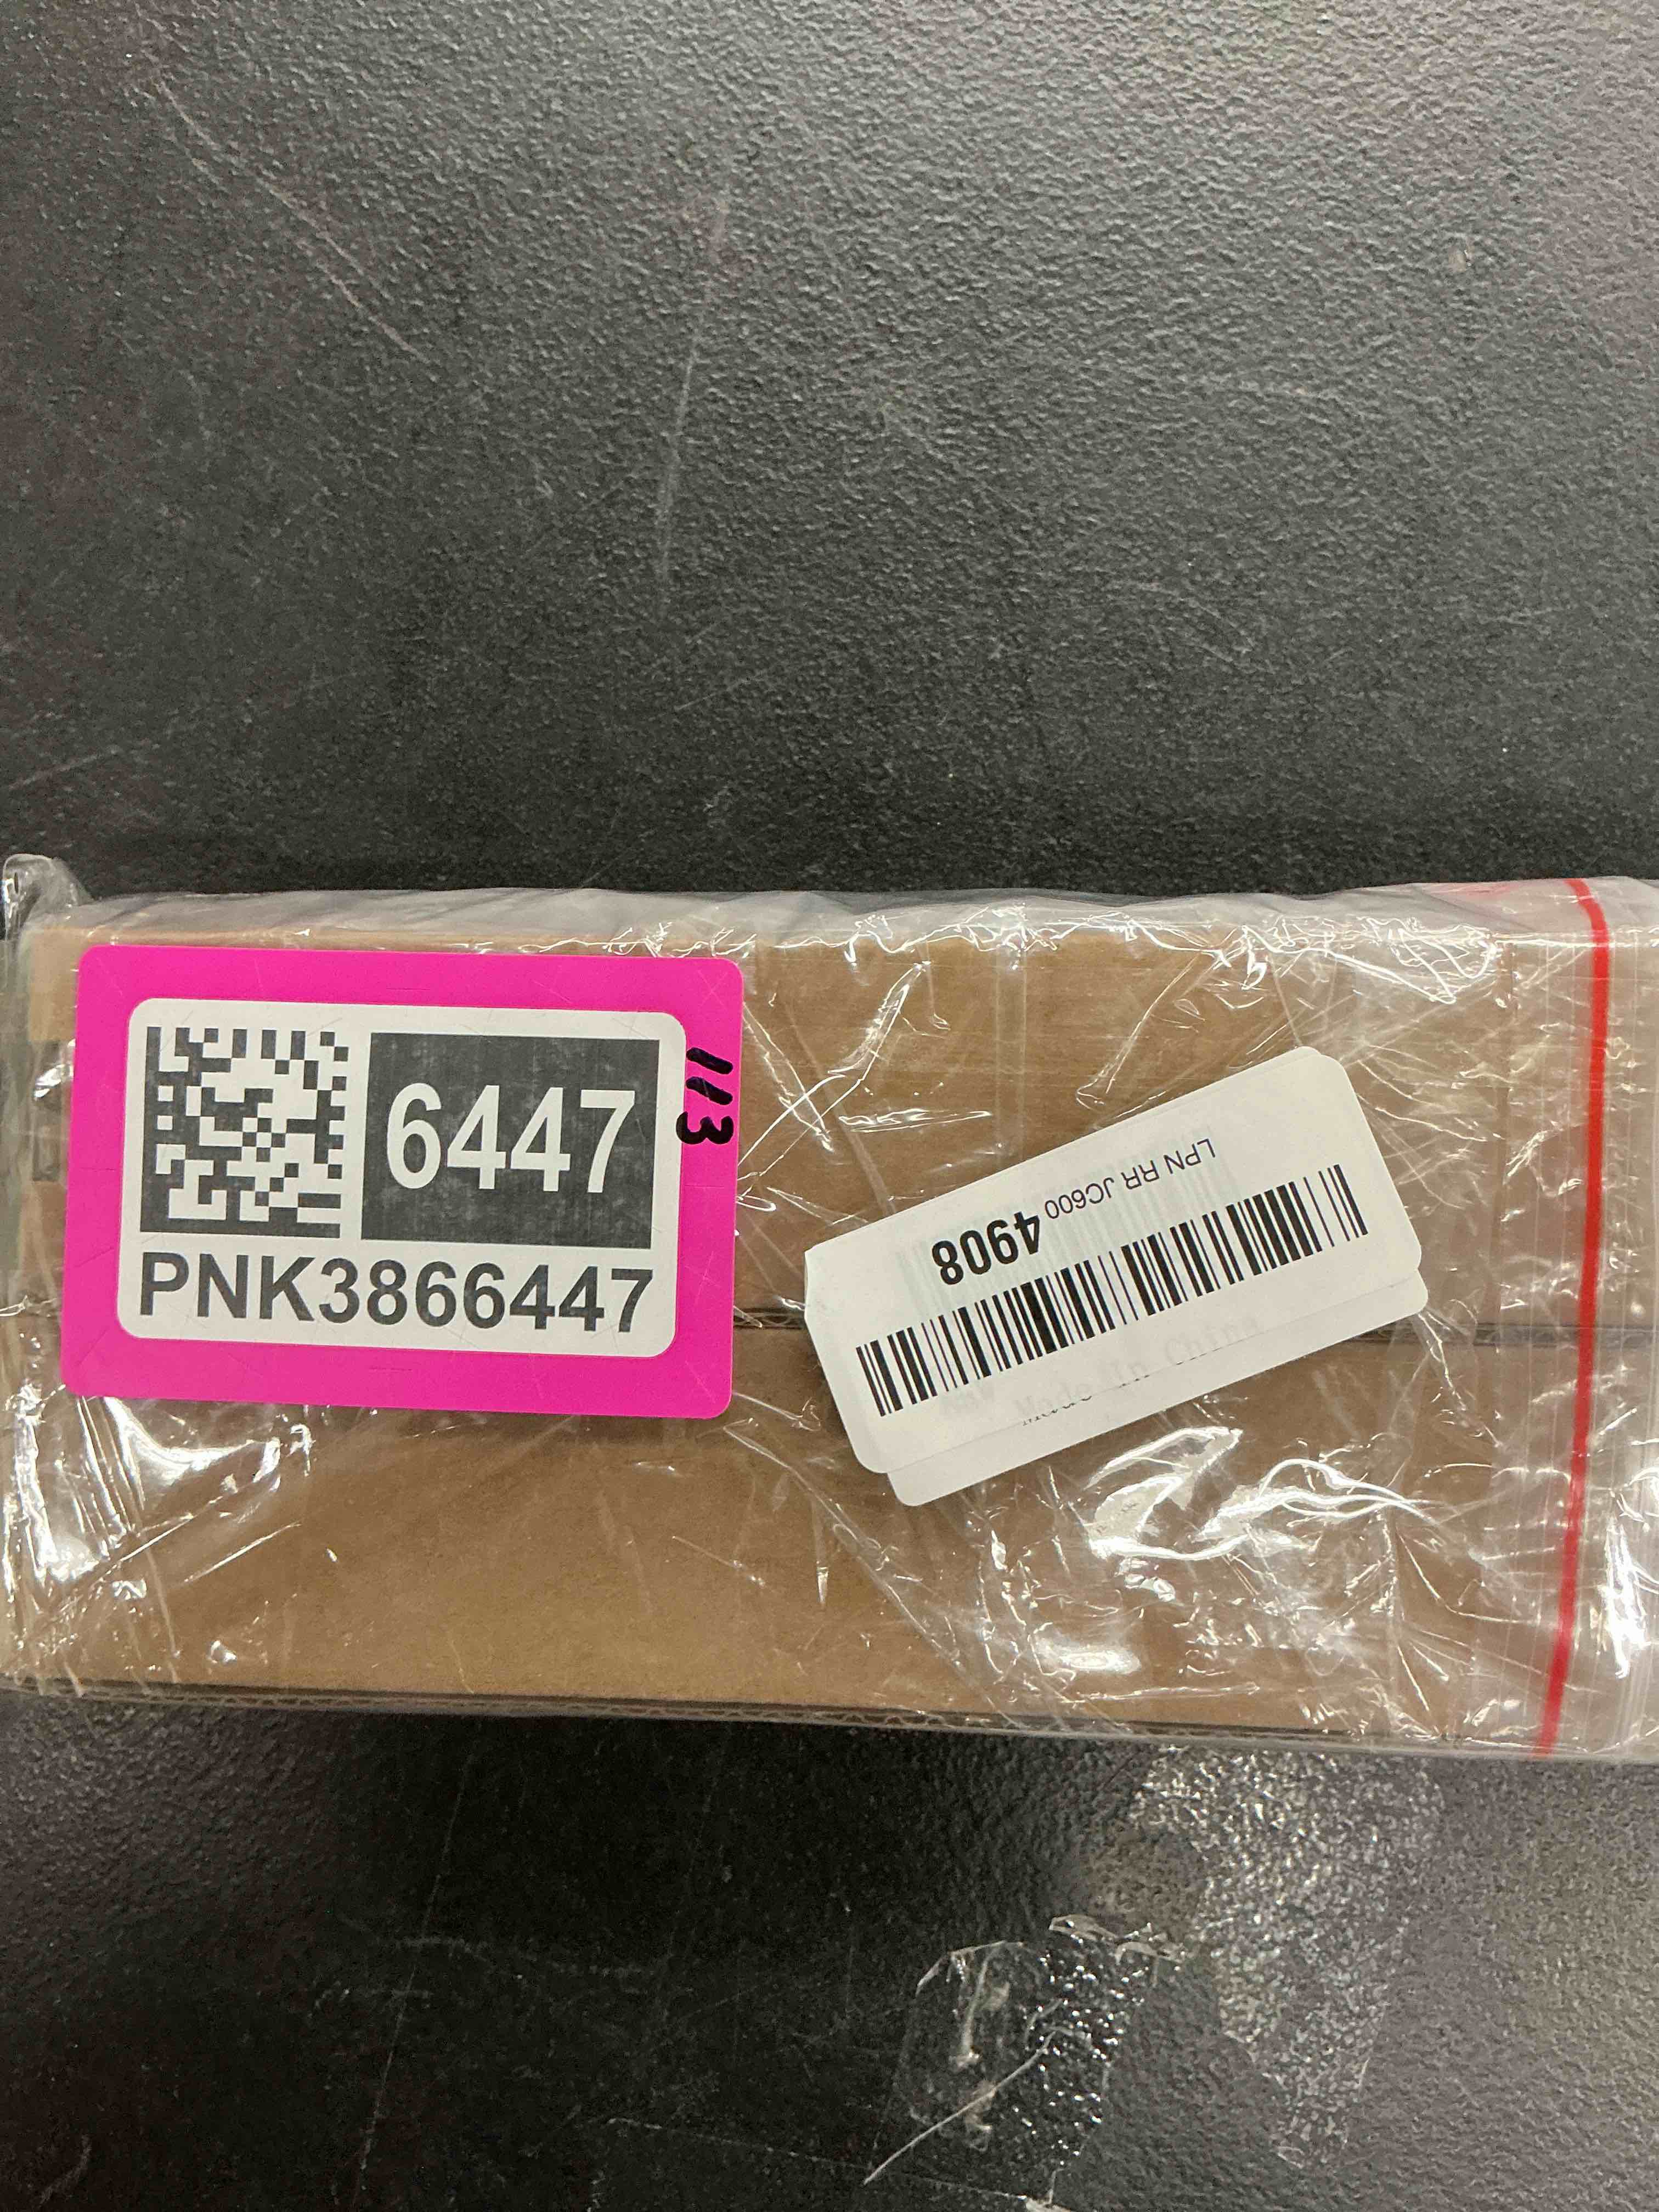 6447
PNK3866447
113
LPN RR JC600 4908
Made In China